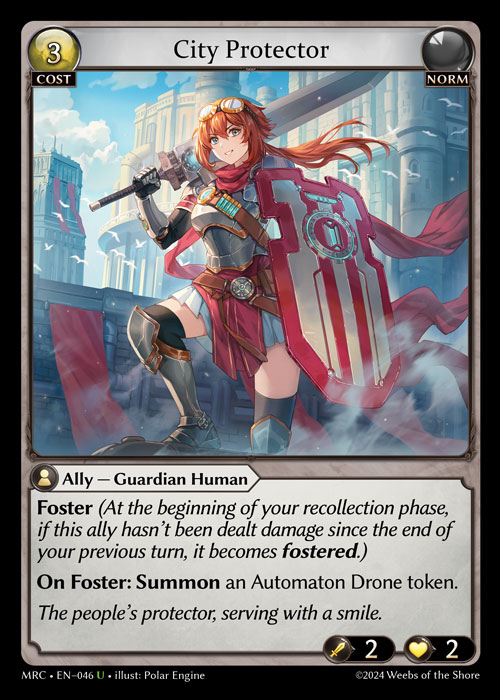 3
City Protector
COST
NORM
Ally — Guardian Human
Foster (At the beginning of your recollection phase,
if this ally hasn't been dealt damage since the end of
your previous turn, it becomes fostered.)
On Foster: Summon an Automaton Drone token.
The people's protector, serving with a smile.
2
2
MRC • EN–046 U • illust: Polar Engine
©2024 Weebs of the Shore